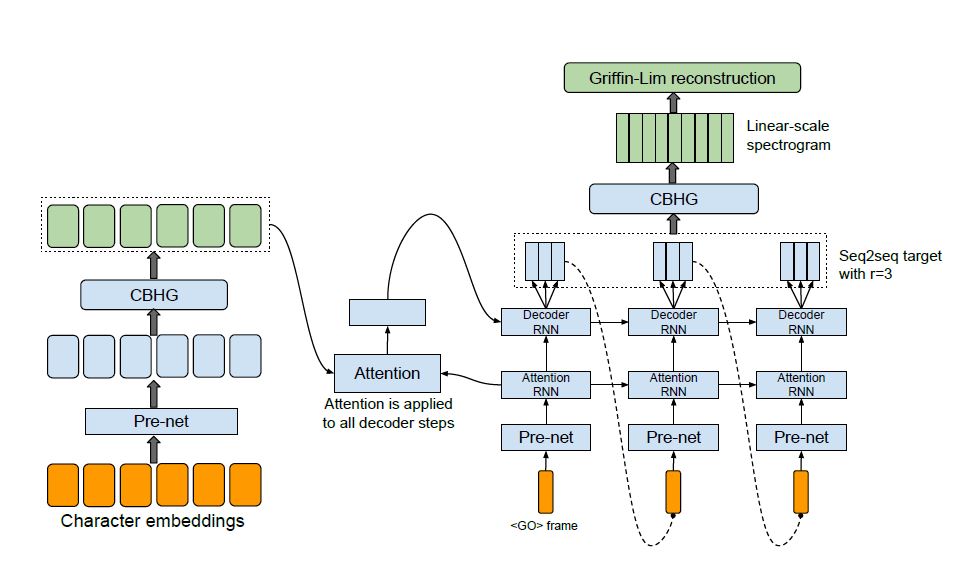 Griffin-Lim reconstruction
Linear-scale
spectrogram
CBHG
Seq2seq target
with r=3
CBHG
Decoder
RNN
Decoder
RNN
Decoder
RNN
Attention
Attention is applied
to all decoder steps
Attention
RNN
Attention
RNN
Attention
RNN
Pre-net
Pre-net
Pre-net
Pre-net
Character embeddings
<GO> frame